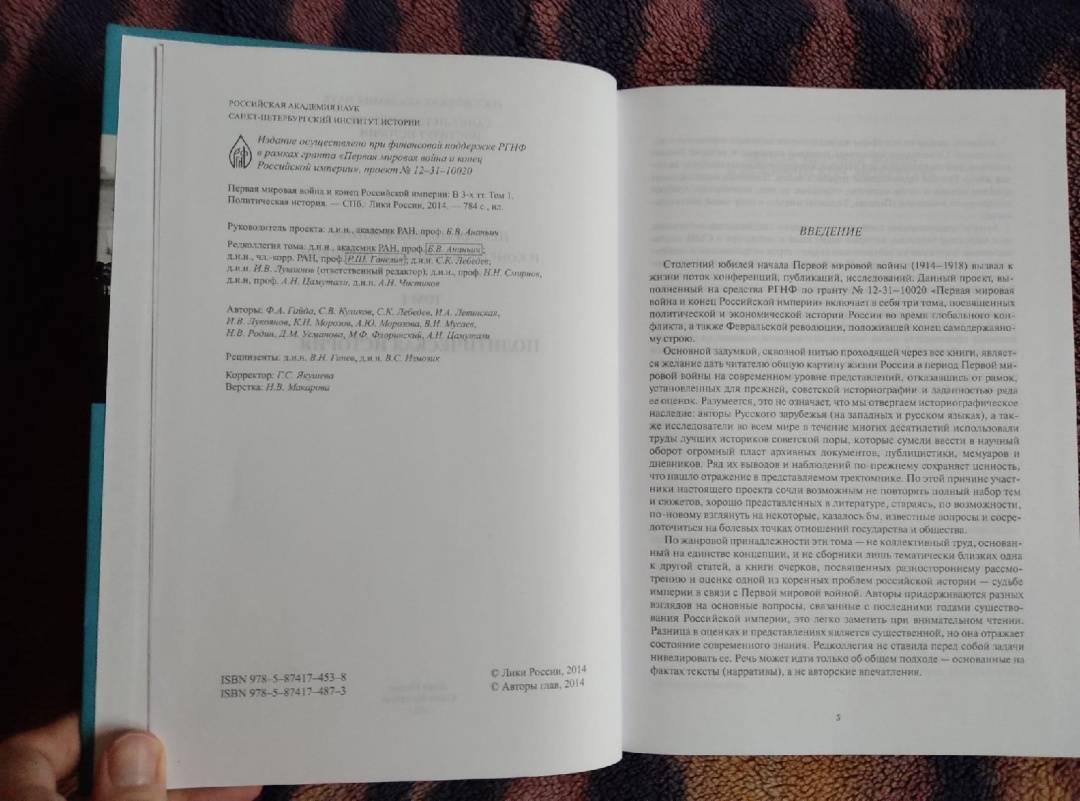 РОССИЙСКАЯ АКАДЕМИЯ НАУК
САНКТ-ПЕТЕРБУРГСКИЙ ИНСТИТУТ ИСТОРИИ
Издание осуществлено при финансовой поддержке РГНФ
в рамках гранта «Первая мировая война и конец
Российской империи», проект № 12–31–10020
Первая мировая война и конец Российской империи: В 3-х тт. Том 1.
Политическая история. — СПб.: Лики России, 2014. — 784 с., ил.
Руководитель проекта: д.и.н., академик РАН, проф. Б.В. Ананьич
Редколлегия тома: д.и.н., академик РАН, проф. Б.В. Ананьич;
д.и.н., чл.-корр. РАН, проф. Р.Ш. Ганелин; д.и.н. С.К. Лебедев,
д.и.н. И.В. Лукоянов (ответственный редактор), д.и.н., проф. Н.Н. Смирнов,
д.и.н, проф. А.Н. Цамутали, д.и.н. А.Н. Чистиков
Авторы: Ф.А. Гайда, С.В. Куликов, С.К. Лебедев, И.А. Левинская,
И.В. Лукоянов, К.Н. Морозов, А.Ю. Морозова, В.И. Мусаев,
Н.В. Родин, Д.М. Усманова, М.Ф. Флоринский, А.Н. Цамутали
Рецензенты: д.и.н. В.Н. Гинев, д.и.н. В.С. Измозик
Корректор: Г.С. Якушева
Верстка: Н.В. Макарова
ISBN 978–5–87417–453–8
ISBN 978–5–87417–487–3
© Лики России, 2014
© Авторы глав, 2014
ВВЕДЕНИЕ
Столетний юбилей начала Первой мировой войны (1914–1918) вызвал к
жизни поток конференций, публикаций, исследований. Данный проект, вы-
полненный на средства РГНФ по гранту № 12-31–10020 «Первая мировая
война и конец Российской империи» включает в себя три тома, посвященных
политической и экономической истории России во время глобального кон-
фликта, а также Февральской революции, положившей конец самодержавно-
му строю.
Основной задумкой, сквозной нитью проходящей через все книги, являет-
ся желание дать читателю общую картину жизни России в период Первой ми-
ровой войны на современном уровне представлений, отказавшись от рамок,
установленных для прежней, советской историографии и заданностью ряда
ее оценок. Разумеется, это не означает, что мы отвергаем историографическое
наследие: авторы Русского зарубежья (на западных и русском языках), а так-
же исследователи во всем мире в течение многих десятилетий использовали
труды лучших историков советской поры, которые сумели ввести в научный
оборот огромный пласт архивных документов, публицистики, мемуаров и
дневников. Ряд их выводов и наблюдений по-прежнему сохраняет ценность,
что нашло отражение в представляемом трехтомнике. По этой причине участ-
ники настоящего проекта сочли возможным не повторять полный набор тем
и сюжетов, хорошо представленных в литературе, стараясь, по возможности,
по-новому взглянуть на некоторые, казалось бы, известные вопросы и сосре-
доточиться на болевых точках отношений государства и общества.
По жанровой принадлежности эти тома — не коллективный труд, основан-
ный на единстве концепции, и не сборники лишь тематически близких одна
к другой статей, а книги очерков, посвященных разностороннему рассмо-
трению и оценке одной из коренных проблем российской истории — судьбе
империи в связи с Первой мировой войной. Авторы придерживаются разных
взглядов на основные вопросы, связанные с последними годами существо-
вания Российской империи, это легко заметить при внимательном чтении.
Разница в оценках и представлениях является существенной, но она отражает
состояние современного знания. Редколлегия не ставила перед собой задачи
нивелировать ее. Речь может идти только об общем подходе — основанные на
фактах тексты (нарративы), а не авторские впечатления.
5